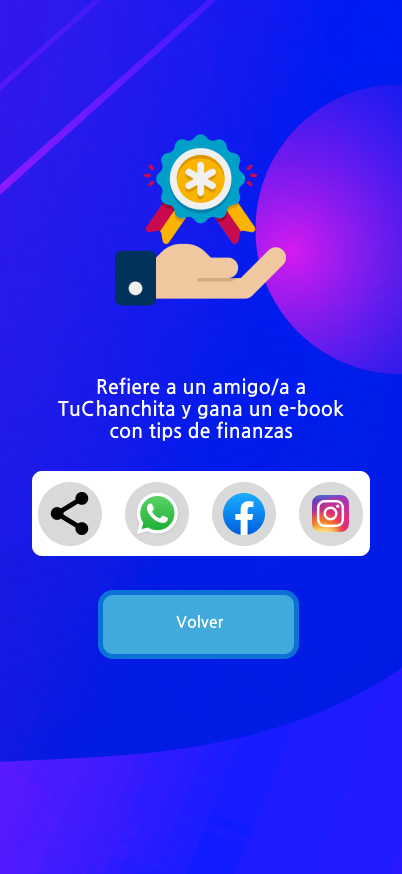 Refiere a un amigo/a a
TuChanchita y gana un e-book
con tips de finanzas
Volver